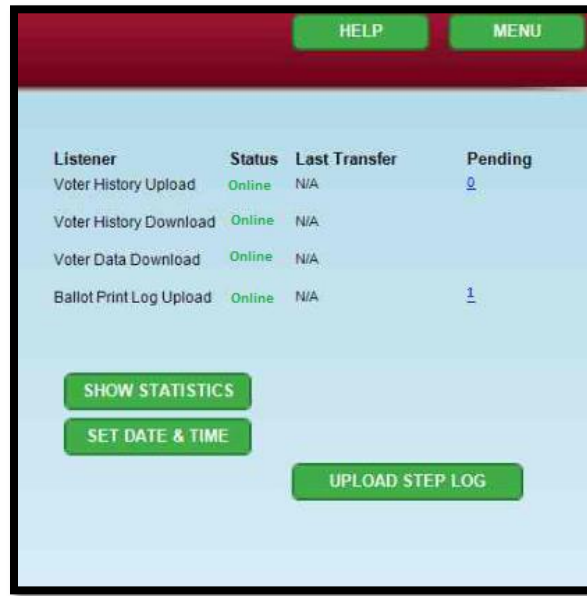 HELP MENU
Listener Status Last Transfer Pending
Voter History Upload Online N/A 0
Voter History Download Online N/A
Voter Data Download Online N/A
Ballot Print Log Upload Online N/A 1
SHOW STATISTICS
SET DATE & TIME
UPLOAD STEP LOG